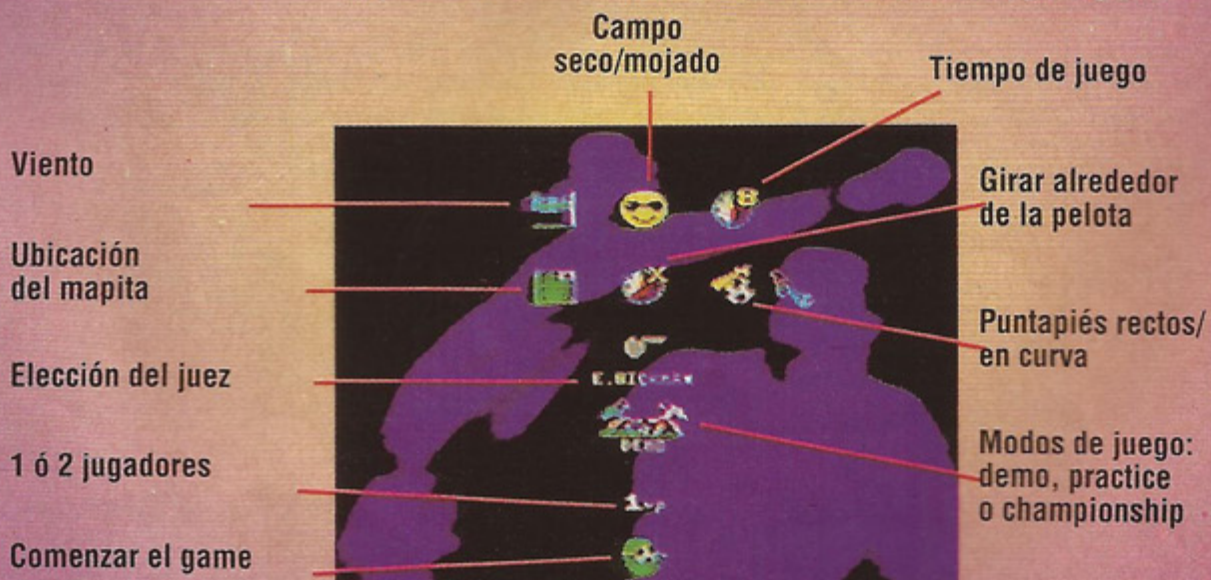 Campo
seco/mojado
Tiempo de juego
Viento
Girar alrededor
de la pelota
Ubicación
del mapita
Puntapiés rectos/
en curva
Elección del juez
Modos de juego:
demo, practice
o championship
DEMO
1 ó 2 jugadores
Comenzar el game